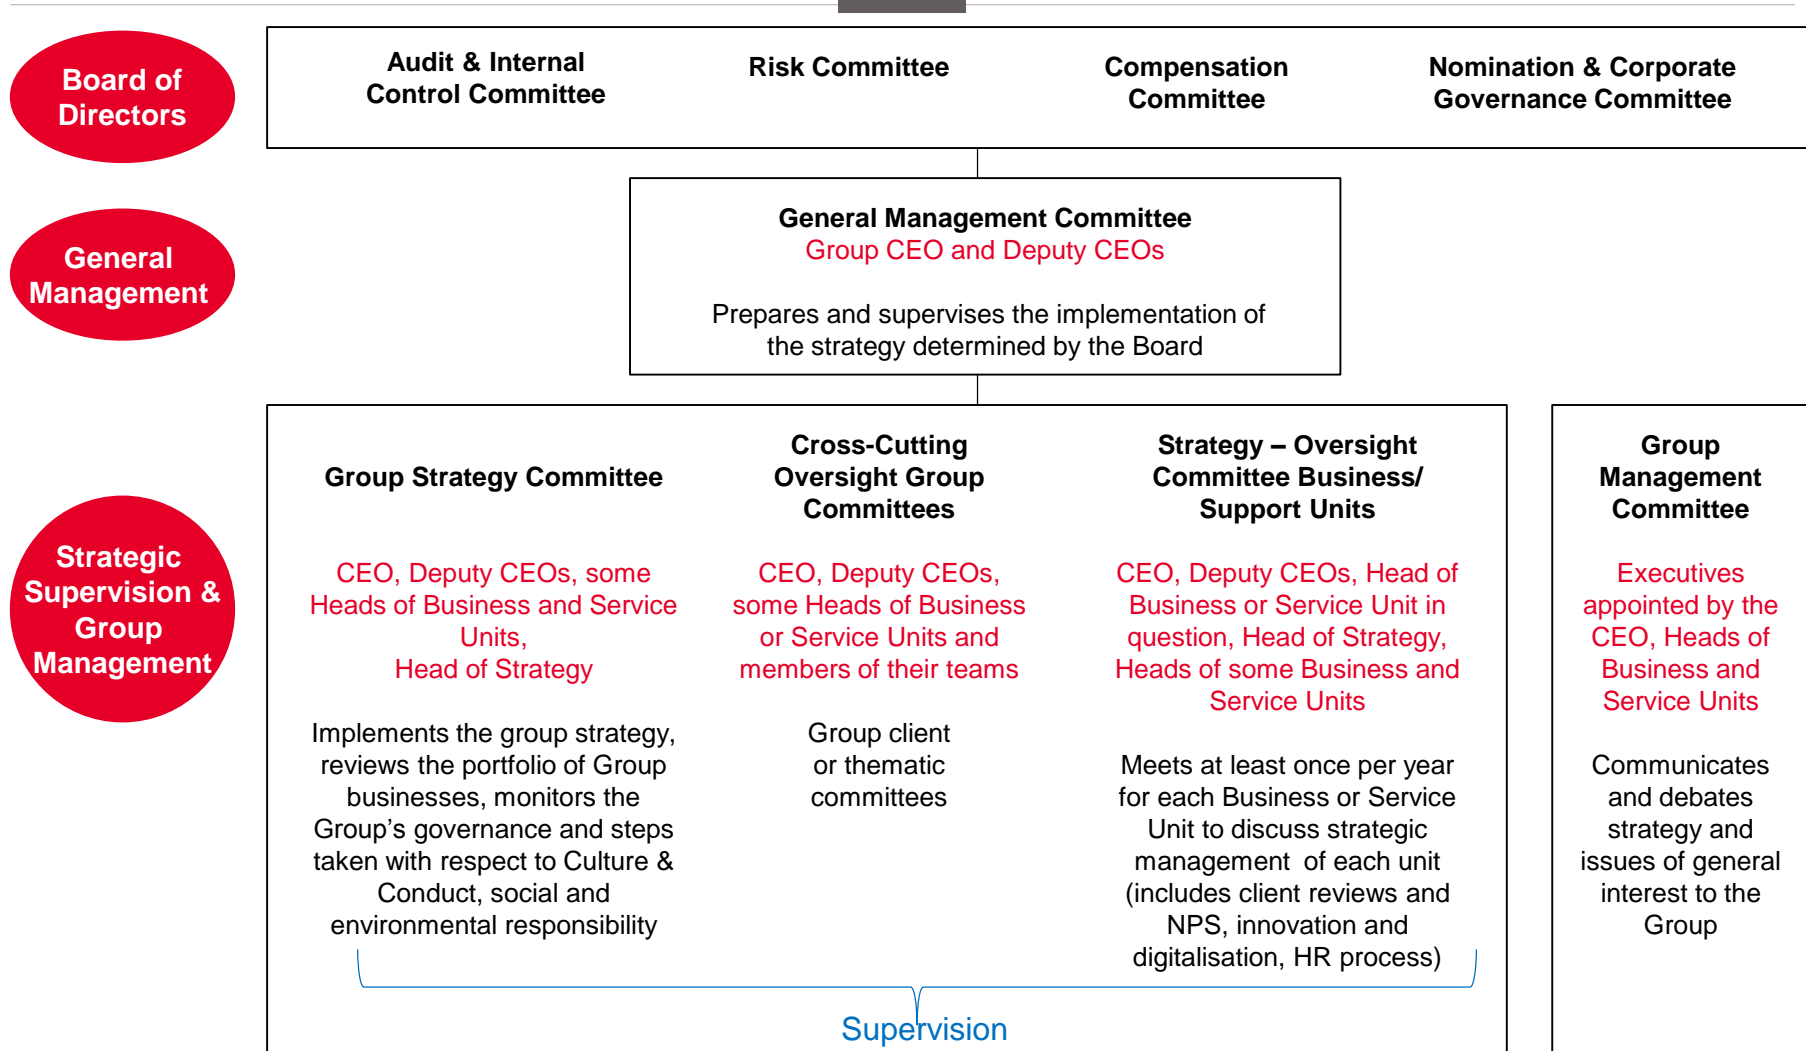 Board of
Directors
Audit & Internal
Control Committee
Risk Committee
Compensation
Committee
Nomination & Corporate
Governance Committee
General
Management
General Management Committee
Group CEO and Deputy CEOs
Prepares and supervises the implementation of
the strategy determined by the Board
Strategic
Supervision &
Group
Management
Group Strategy Committee
CEO, Deputy CEOs, some
Heads of Business and Service
Units,
Head of Strategy
Implements the group strategy,
reviews the portfolio of Group
businesses, monitors the
Group’s governance and steps
taken with respect to Culture &
Conduct, social and
environmental responsibility
Cross-Cutting
Oversight Group
Committees
CEO, Deputy CEOs,
some Heads of Business
or Service Units and
members of their teams
Group client
or thematic
committees
Strategy – Oversight
Committee Business/
Support Units
CEO, Deputy CEOs, Head of
Business or Service Unit in
question, Head of Strategy,
Heads of some Business and
Service Units
Meets at least once per year
for each Business or Service
Unit to discuss strategic
management of each unit
(includes client reviews and
NPS, innovation and
digitalisation, HR process)
Supervision
Group
Management
Committee
Executives
appointed by the
CEO, Heads of
Business and
Service Units
Communicates
and debates
strategy and
issues of general
interest to the
Group